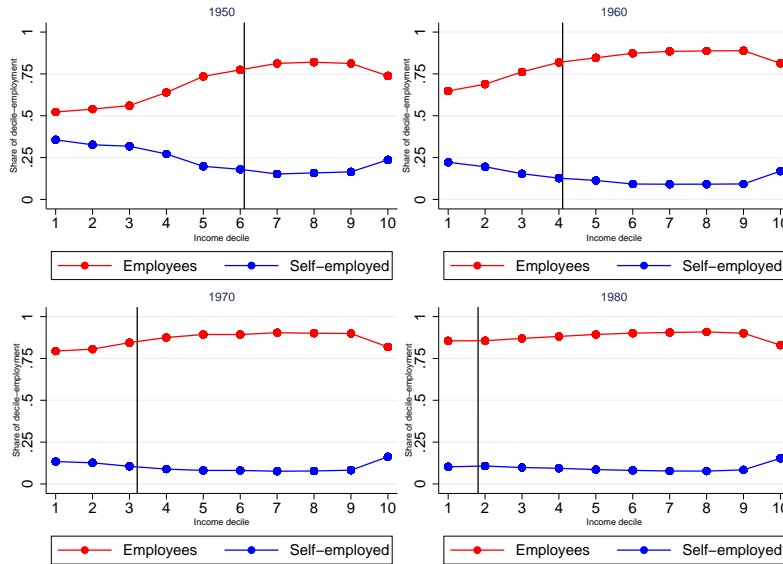 1950
Share of decile-employment
0 .25 .5 .75 1
1 2 3 4 5 6 7 8 9 10
Income decile
Employees Self-employed
1960
Share of decile-employment
0 .25 .5 .75 1
1 2 3 4 5 6 7 8 9 10
Income decile
Employees Self-employed
1970
Share of decile-employment
0 .25 .5 .75 1
1 2 3 4 5 6 7 8 9 10
Income decile
Employees Self-employed
1980
Share of decile-employment
0 .25 .5 .75 1
1 2 3 4 5 6 7 8 9 10
Income decile
Employees Self-employed